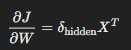 ∂J/∂W = δ_hidden X^T